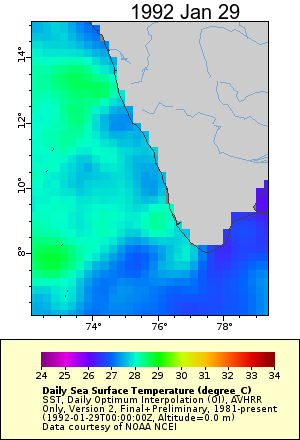 1992 Jan 29
14°
12°
10°
8°
74° 76° 78°
24 25 26 27 28 29 30 31 32 33 34
Daily Sea Surface Temperature (degree_C)
SST, Daily Optimum Interpolation (OI), AVHRR
Only, Version 2, Final+Preliminary, 1981-present
(1992-01-29T00:00:00Z, Altitude=0.0 m)
Data courtesy of NOAA NCEI